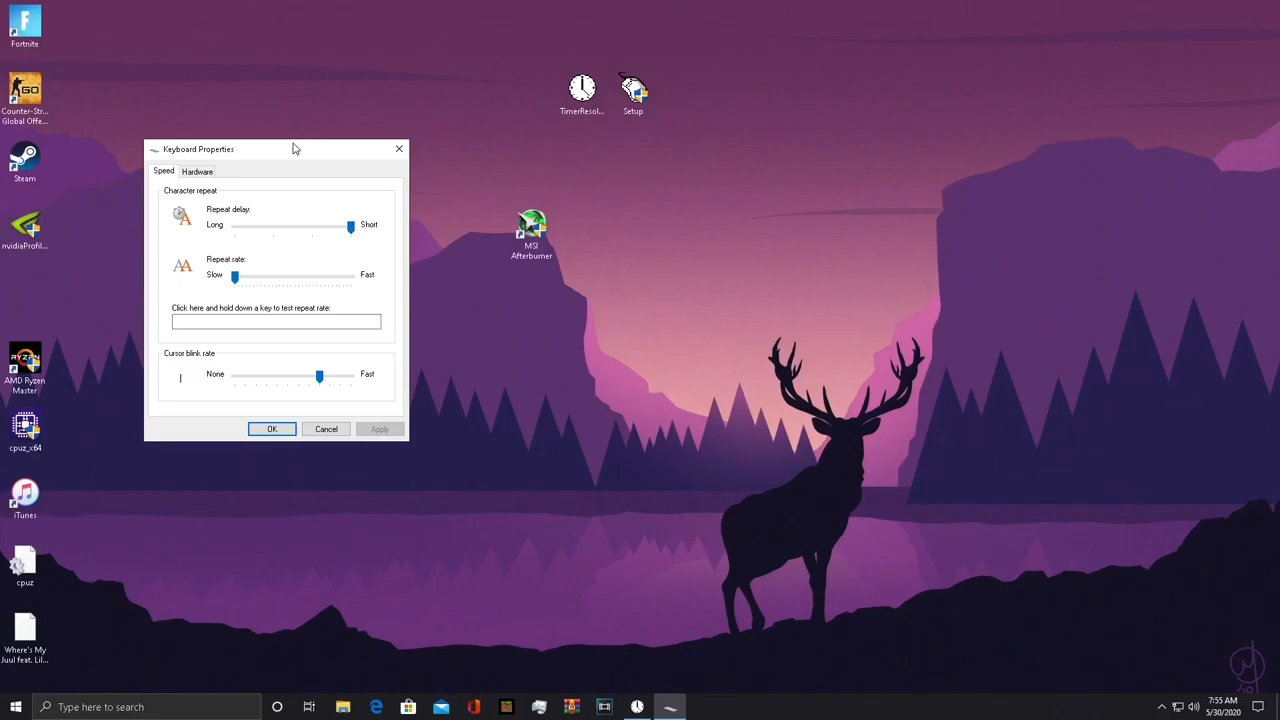 Fortnite
Counter-Str...
Global Offe...
Steam
nvidiaProfil...
AMD Ryzen
Master
cpuz_x64
iTunes
cpuz
Where's My
Juul feat. Lil...
TimerResol...
Setup
MSI
Afterburner
Keyboard Properties
Speed
Hardware
Character repeat
Repeat delay:
Long
Short
Repeat rate:
Slow
Fast
Click here and hold down a key to test repeat rate:
Cursor blink rate
None
Fast
OK
Cancel
Apply
Type here to search
7:55 AM
5/30/2020